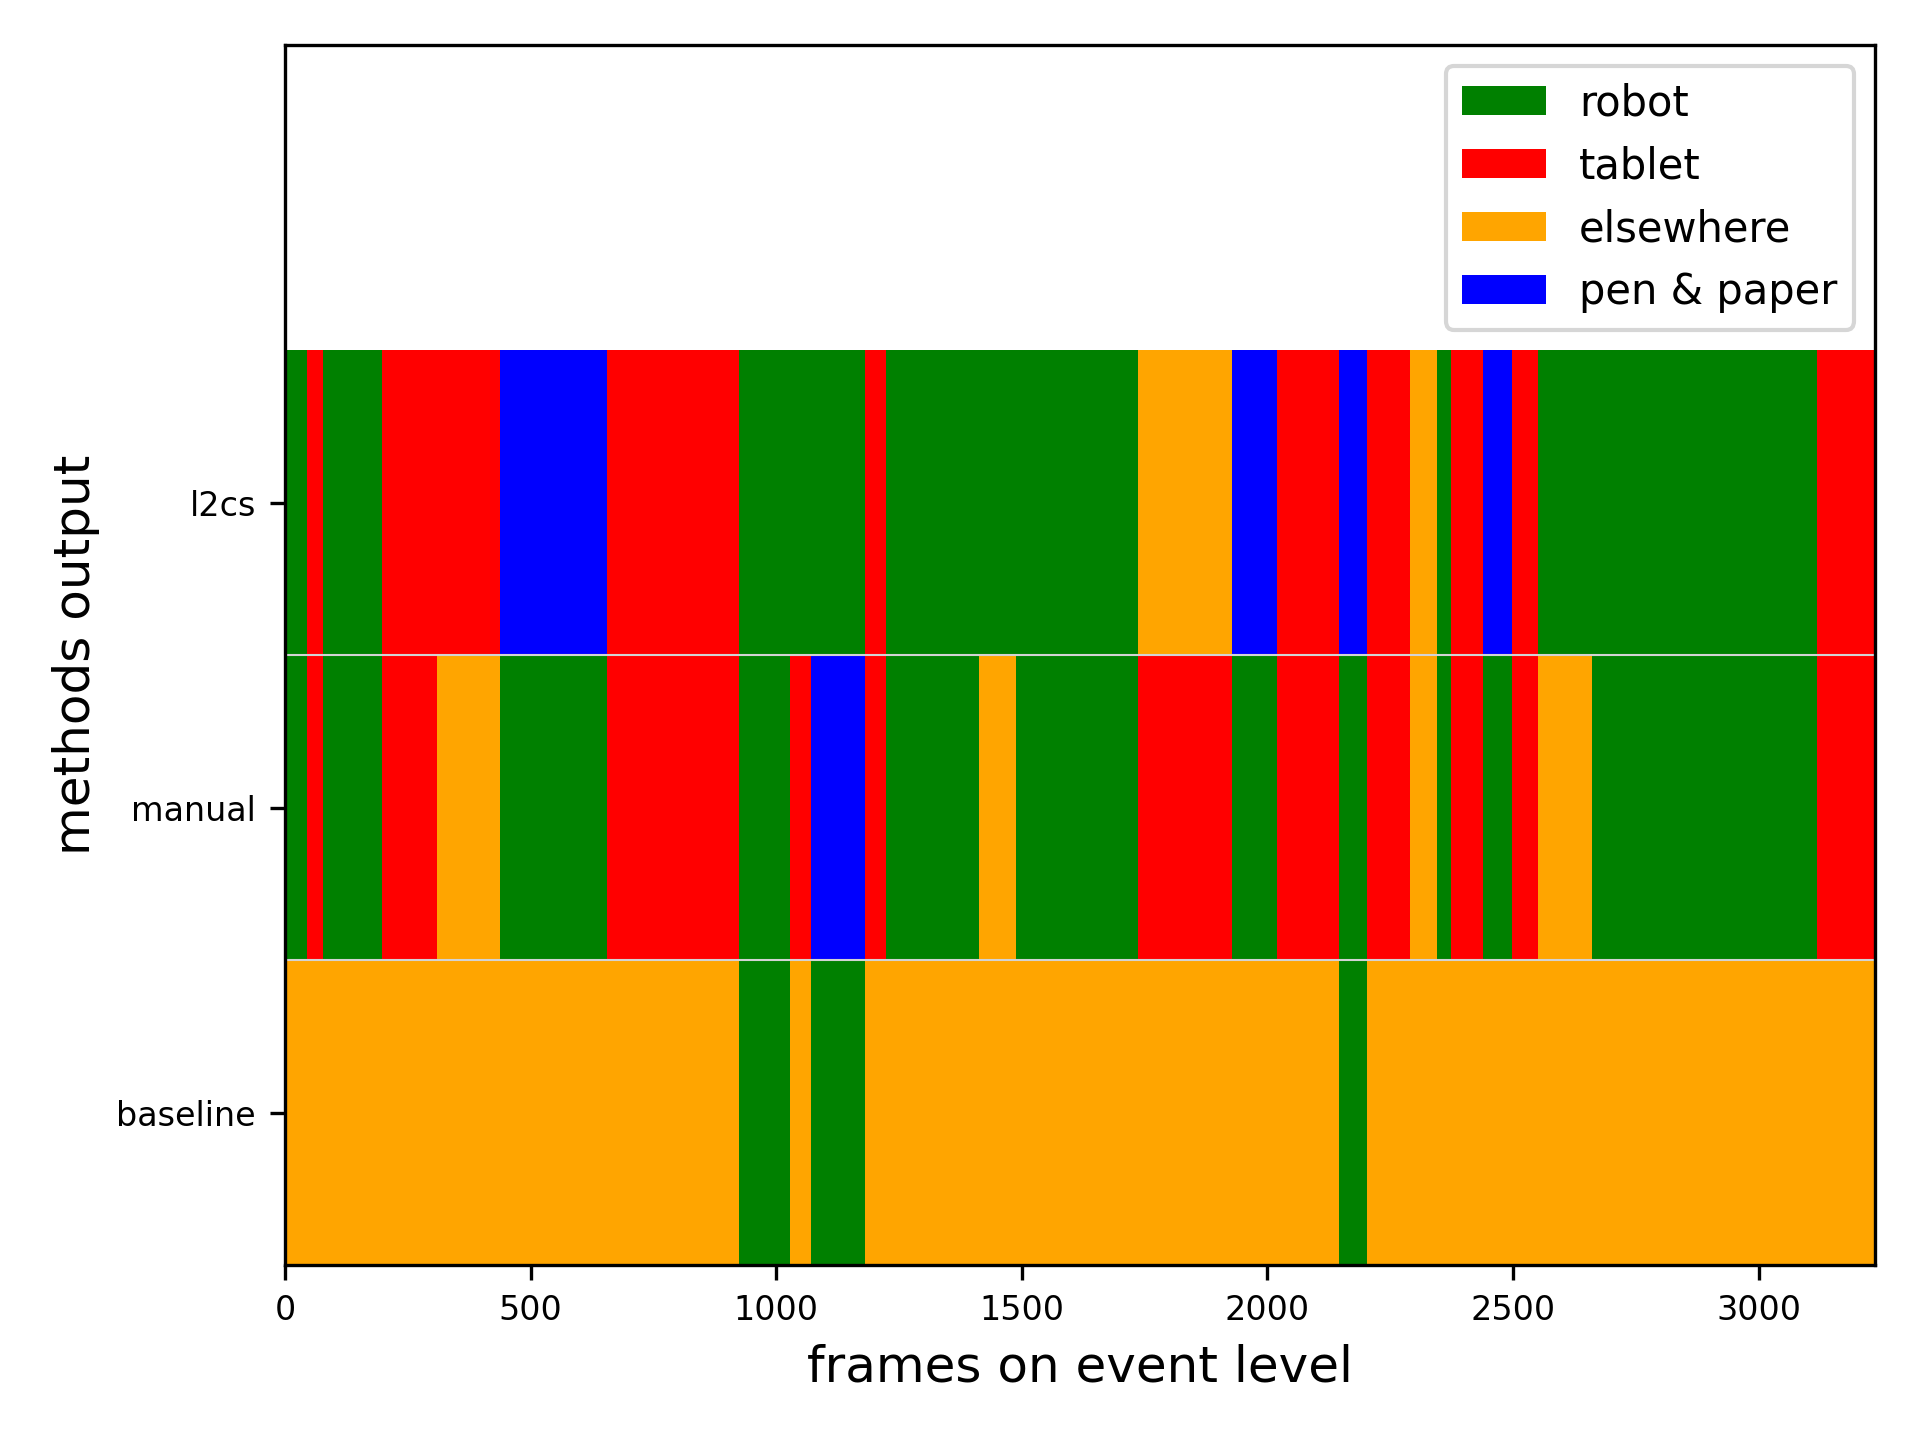 robot
tablet
elsewhere
pen & paper
methods output
l2cs
manual
baseline
0 500 1000 1500 2000 2500 3000
frames on event level